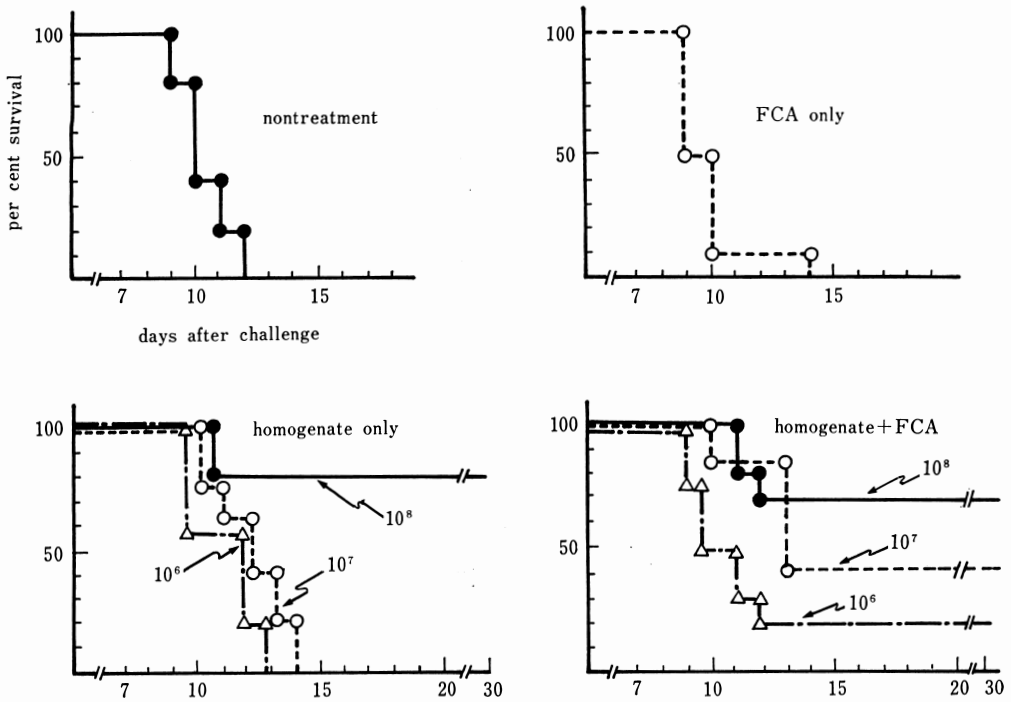 per cent survival
100
50
nontreatment
7 10 15
days after challenge
100
50
FCA only
7 10 15
100
50
homogenate only
10⁸
10⁶
10⁷
7 10 15 20 30
100
50
homogenate+FCA
10⁸
10⁷
10⁶
7 10 15 20 30